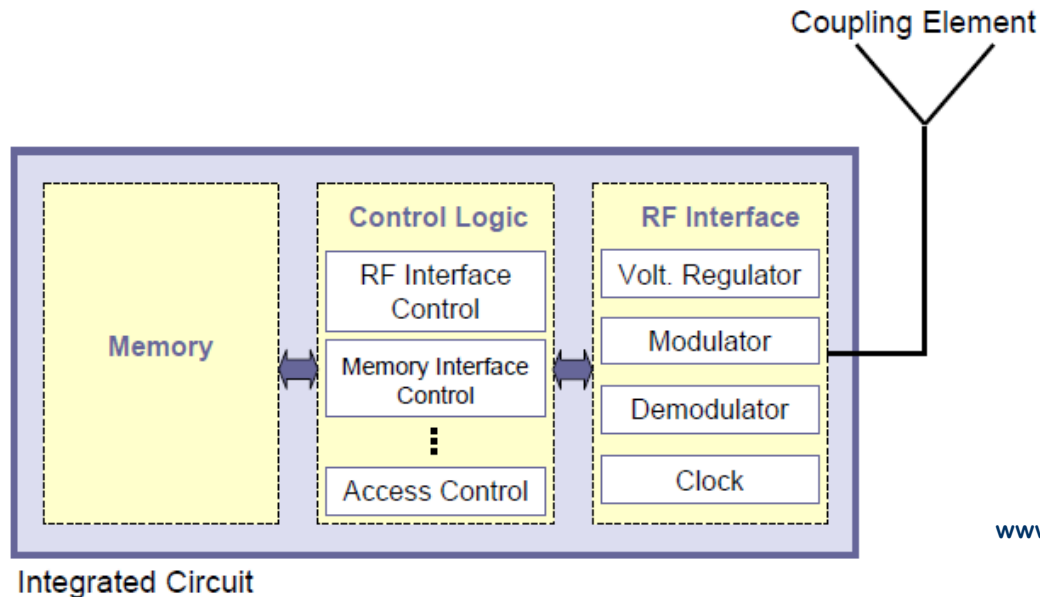 Coupling Element
Memory
Control Logic
RF Interface
Control
Memory Interface
Control
Access Control
RF Interface
Volt. Regulator
Modulator
Demodulator
Clock
www
Integrated Circuit